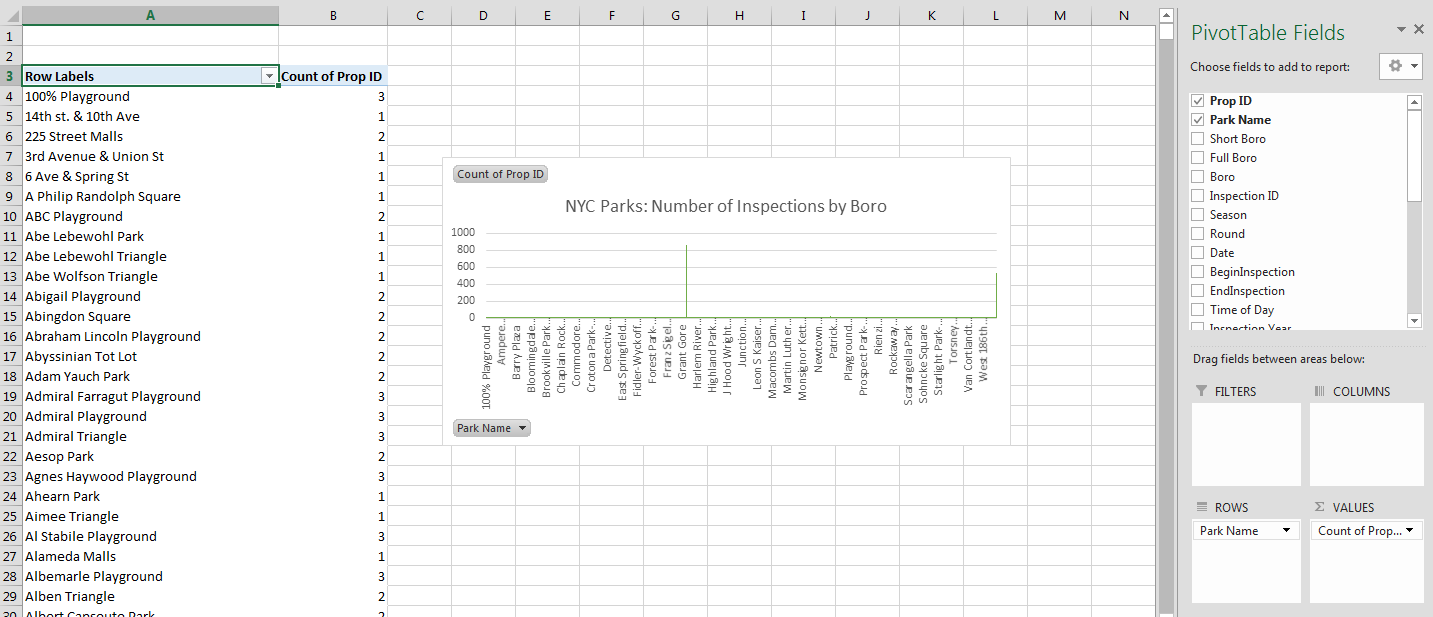 A B C D E F G H I J K L M N
1
2
3 Row Labels Count of Prop ID
4 100% Playground 3
5 14th st. & 10th Ave 1
6 225 Street Malls 2
7 3rd Avenue & Union St 1
8 6 Ave & Spring St 1
9 A Philip Randolph Square 1
10 ABC Playground 2
11 Abe Lebewohl Park 1
12 Abe Lebewohl Triangle 1
13 Abe Wolfson Triangle 1
14 Abigail Playground 2
15 Abingdon Square 2
16 Abraham Lincoln Playground 2
17 Abyssinian Tot Lot 2
18 Adam Yauch Park 2
19 Admiral Farragut Playground 3
20 Admiral Playground 3
21 Admiral Triangle 3
22 Aesop Park 2
23 Agnes Haywood Playground 3
24 Ahearn Park 1
25 Aimee Triangle 1
26 Al Stabile Playground 3
27 Alameda Malls 1
28 Albemarle Playground 3
29 Alben Triangle 2
30 Albert Capsouto Park 2
Count of Prop ID
NYC Parks: Number of Inspections by Boro
1000
800
600
400
200
0
100% Playground
Ampere...
Barry Plaza
Bloomingdale...
Brookville Park...
Chaplain Rock...
Commodore...
Crotona Park-...
Detective...
East Springfield...
Fidler-Wyckoff...
Forest Park-...
Franz Sigel...
Grant Gore
Harlem River...
Highland Park...
J Hood Wright...
Junction...
Leon S Kaiser...
Macombs Dam...
Martin Luther...
Monsignor Kett...
Newtown...
Patrick...
Playground...
Prospect Park-...
Rienzi...
Rockaway...
Scarangella Park
Sohncke Square
Starlight Park-...
Torsney...
Van Cortlandt...
West 186th...
Park Name
PivotTable Fields
Choose fields to add to report:
Prop ID
Park Name
Short Boro
Full Boro
Boro
Inspection ID
Season
Round
Date
BeginInspection
EndInspection
Time of Day
Inspection Year
Drag fields between areas below:
FILTERS COLUMNS
ROWS Σ VALUES
Park Name Count of Prop...